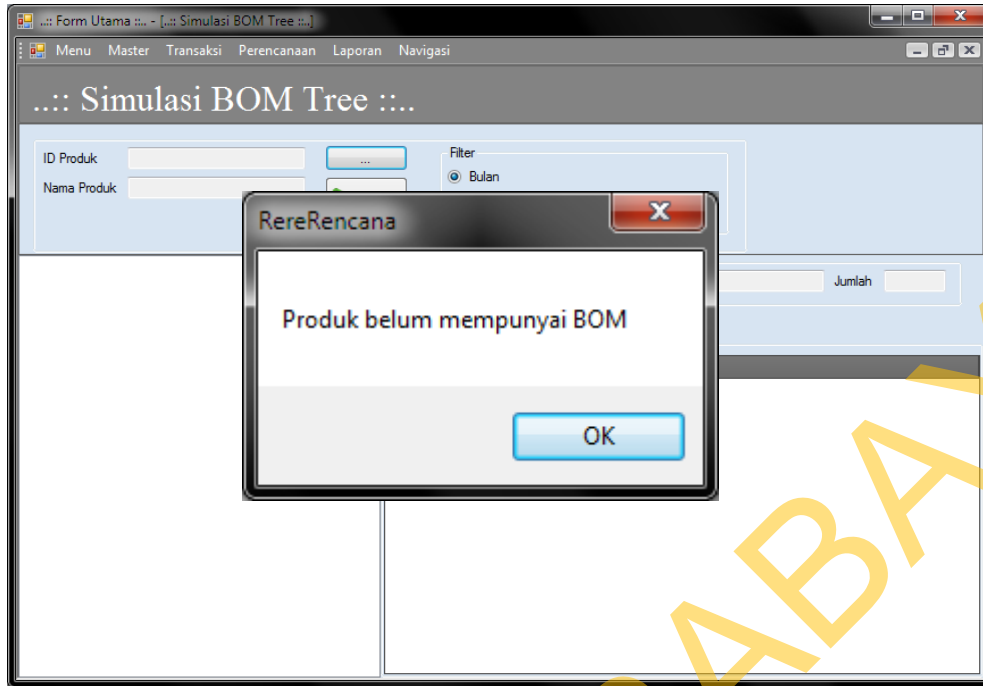 ..:: Form Utama ::.. - [..:: Simulasi BOM Tree ::..]
Menu Master Transaksi Perencanaan Laporan Navigasi
..:: Simulasi BOM Tree ::..
ID Produk
...
Filter
Nama Produk
Bulan
RereRencana
Jumlah
Produk belum mempunyai BOM
OK
ABA